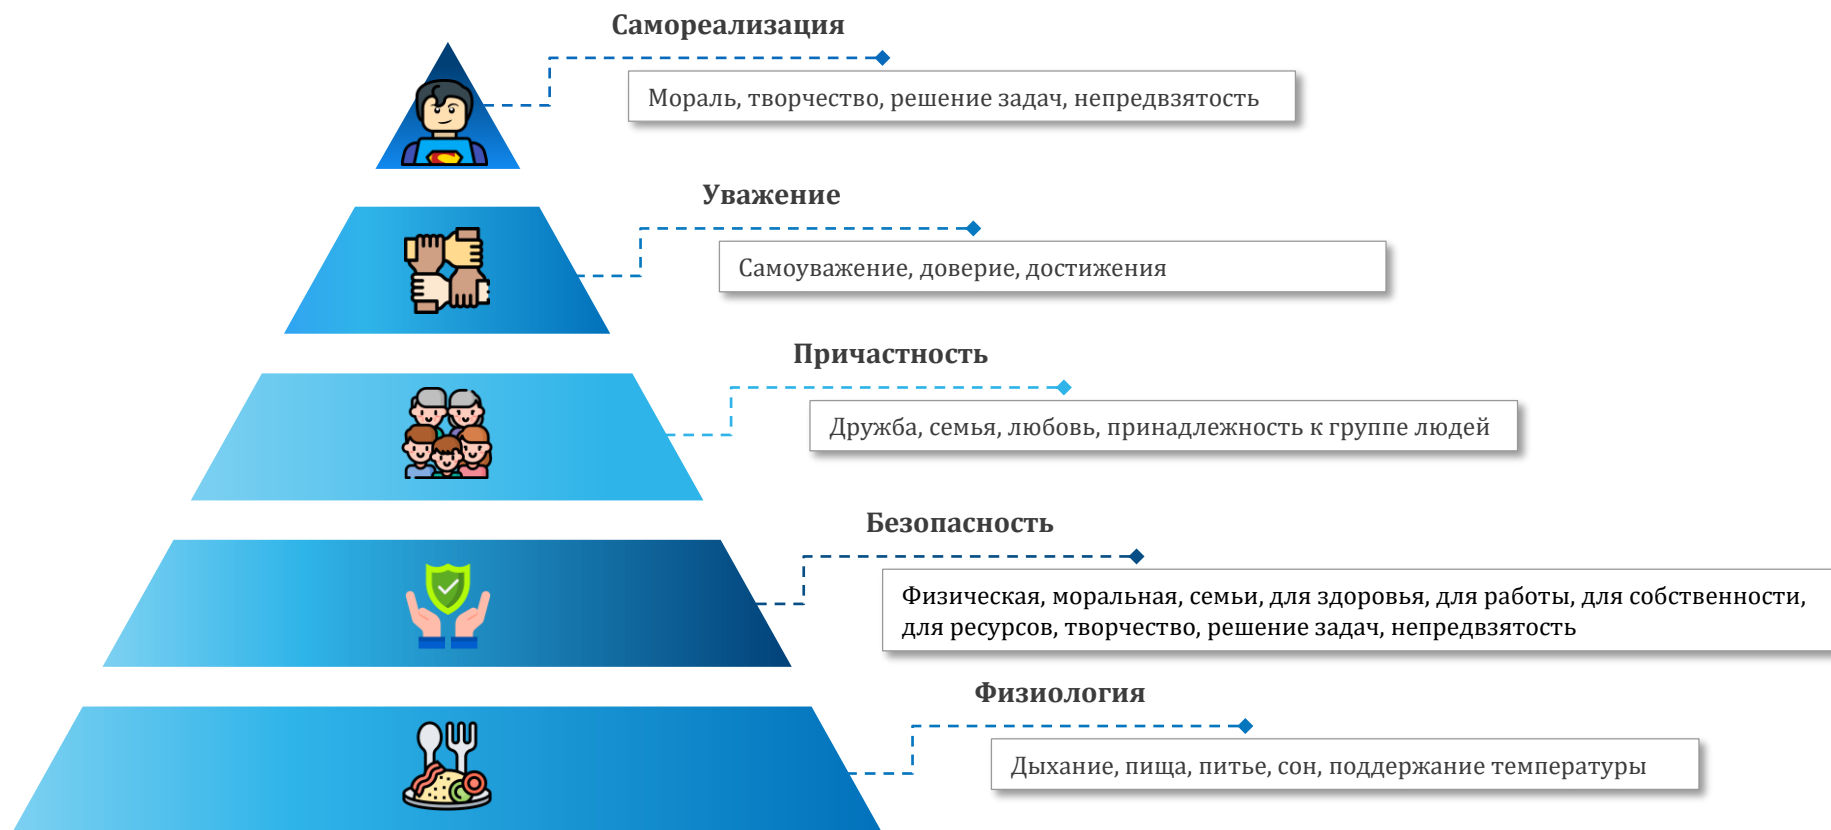 Самореализация
Мораль, творчество, решение задач, непредвзятость
Уважение
Самоуважение, доверие, достижения
Причастность
Дружба, семья, любовь, принадлежность к группе людей
Безопасность
Физическая, моральная, семьи, для здоровья, для работы, для собственности,
для ресурсов, творчество, решение задач, непредвзятость
Физиология
Дыхание, пища, питье, сон, поддержание температуры